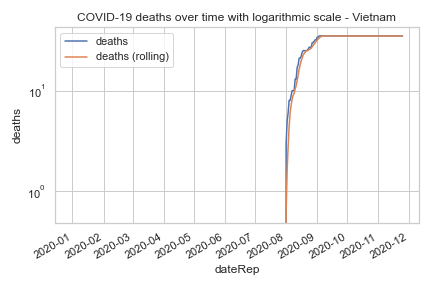 COVID-19 deaths over time with logarithmic scale - Vietnam
deaths
deaths (rolling)
10¹
10⁰
deaths
2020-01
2020-02
2020-03
2020-04
2020-05
2020-06
2020-07
2020-08
2020-09
2020-10
2020-11
2020-12
dateRep